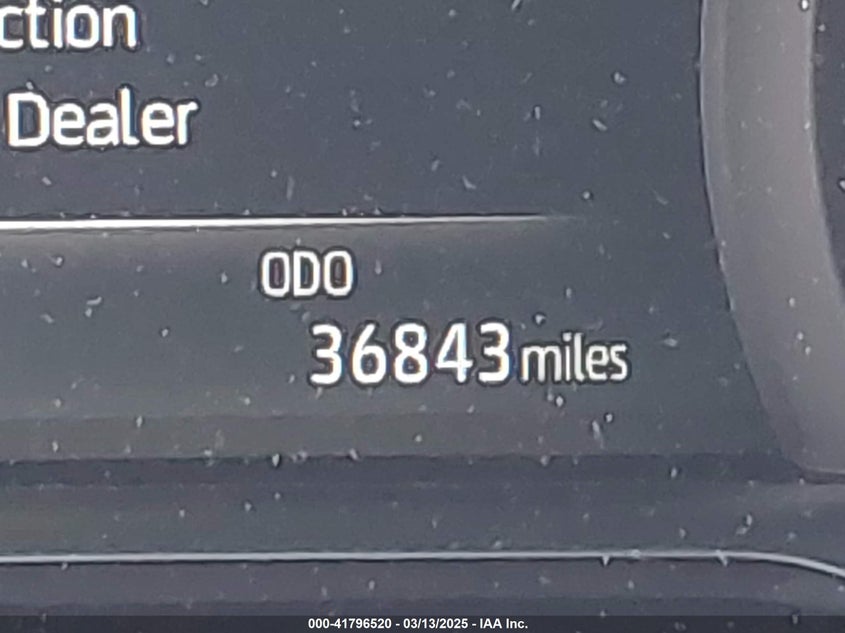 ction
Dealer
ODO
36843 miles
000-41796520 - 03/13/2025 - IAA Inc.